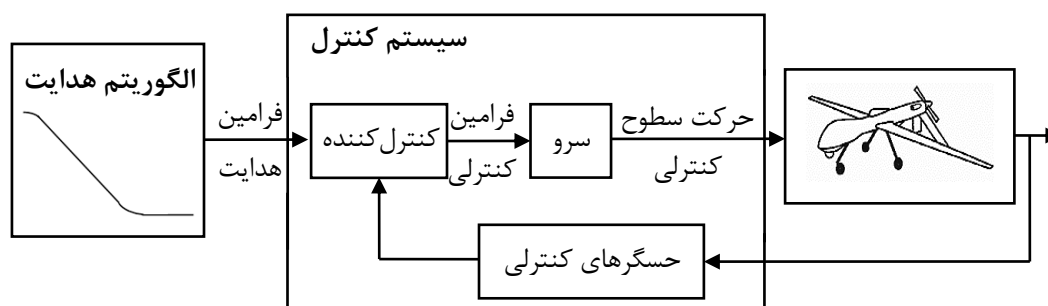 سیستم کنترل
الگوریتم هدایت
فرامین
هدایت
کنترل‌کننده
فرامین
کنترلی
سرو
حرکت سطوح
کنترلی
حسگرهای کنترلی